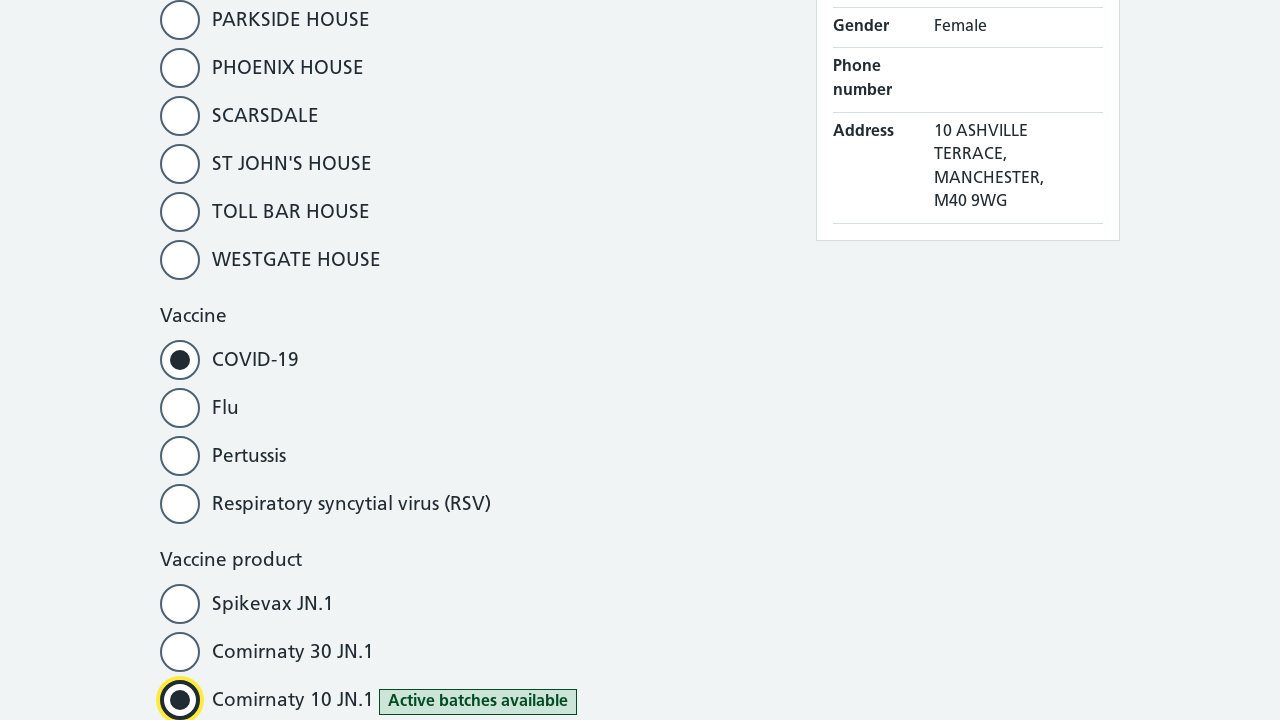 PARKSIDE HOUSE
PHOENIX HOUSE
SCARSDALE
ST JOHN'S HOUSE
TOLL BAR HOUSE
WESTGATE HOUSE
Vaccine
COVID-19
Flu
Pertussis
Respiratory syncytial virus (RSV)
Vaccine product
Spikevax JN.1
Comirnaty 30 JN.1
Comirnaty 10 JN.1 Active batches available
Gender Female
Phone
number
Address 10 ASHVILLE
TERRACE,
MANCHESTER,
M40 9WG